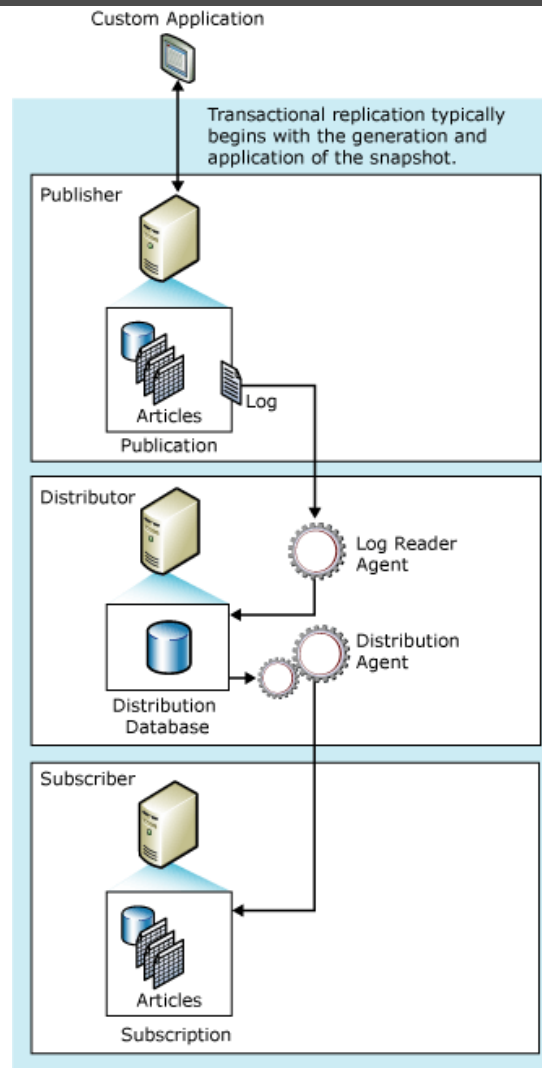 Custom Application
Transactional replication typically
begins with the generation and
application of the snapshot.
Publisher
Articles
Log
Publication
Distributor
Log Reader
Agent
Distribution
Agent
Distribution
Database
Subscriber
Articles
Subscription